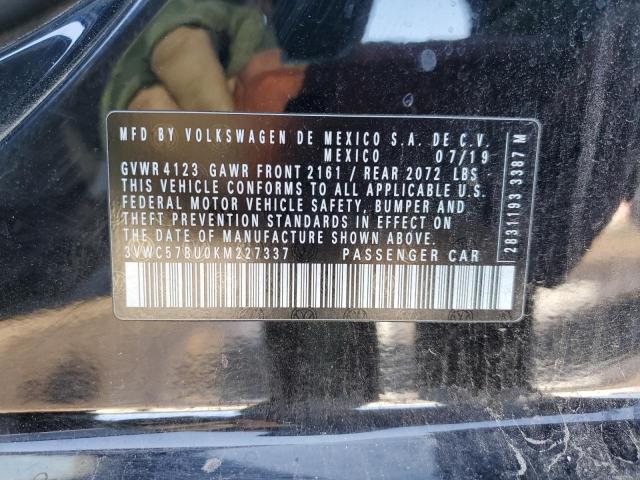 MFD BY VOLKSWAGEN DE MEXICO S.A. DE C.V.
MEXICO 07/19
GVWR 4123 GAWR FRONT 2161 / REAR 2072 LBS
THIS VEHICLE CONFORMS TO ALL APPLICABLE U.S.
FEDERAL MOTOR VEHICLE SAFETY, BUMPER AND
THEFT PREVENTION STANDARDS IN EFFECT ON
THE DATE OF MANUFACTURE SHOWN ABOVE.
3VWC57BU0KM227337 PASSENGER CAR
2831193 3387 M